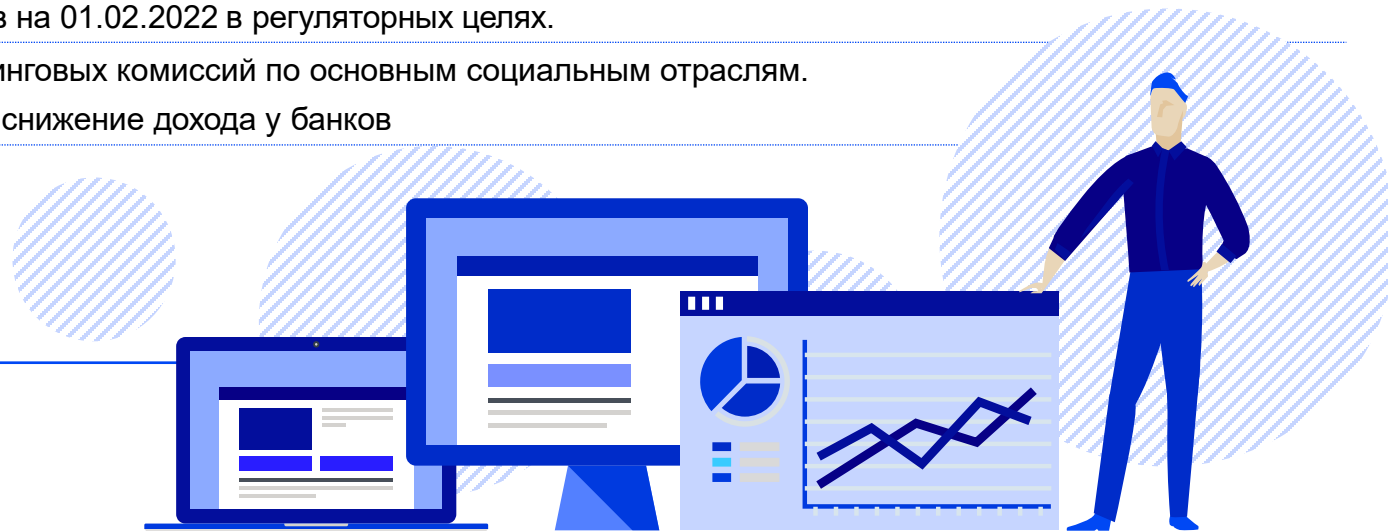 в на 01.02.2022 в регуляторных целях.
инговых комиссий по основным социальным отраслям.
снижение дохода у банков